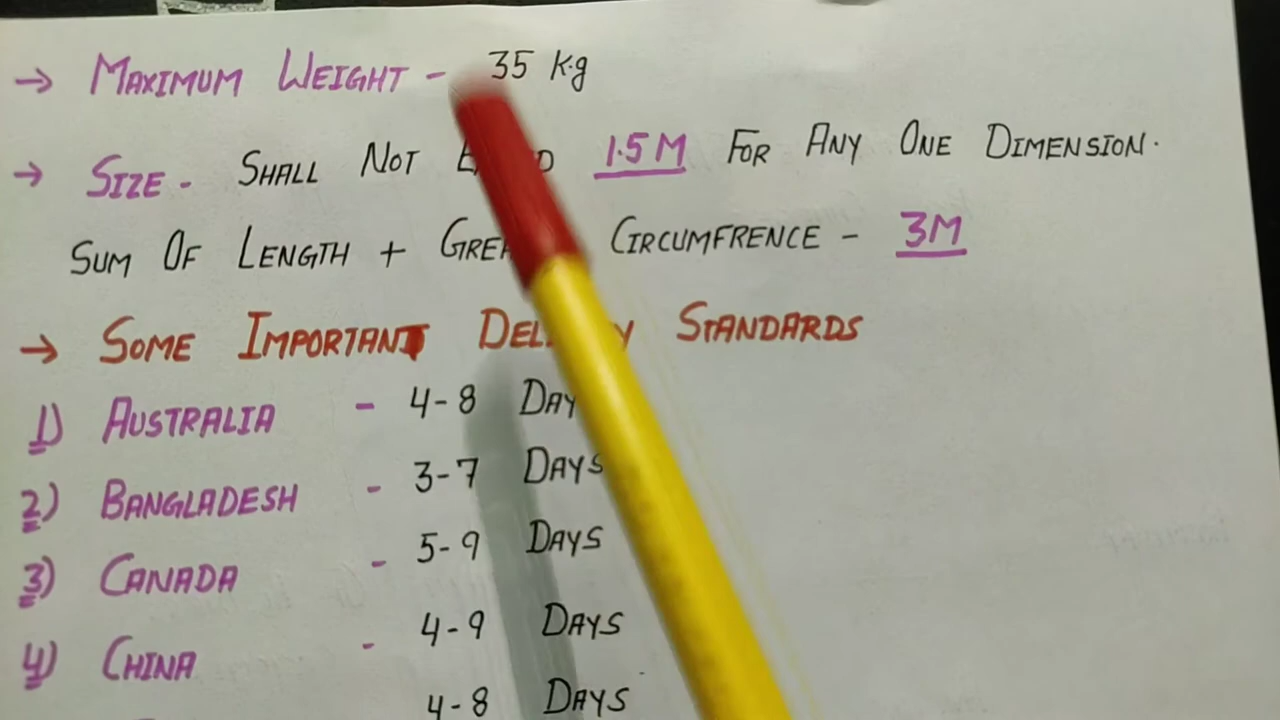 → MAXIMUM WEIGHT - 35 Kg
→ SIZE - SHALL NOT 1.5 M FOR ANY ONE DIMENSION.
SUM OF LENGTH + CIRCUMFRENCE - 3M
→ SOME IMPORTANT STANDARDS
1) AUSTRALIA - 4-8 DAY
2) BANGLADESH - 3-7 DAYS
3) CANADA - 5-9 DAYS
4) CHINA - 4-9 DAYS
4-8 DAYS